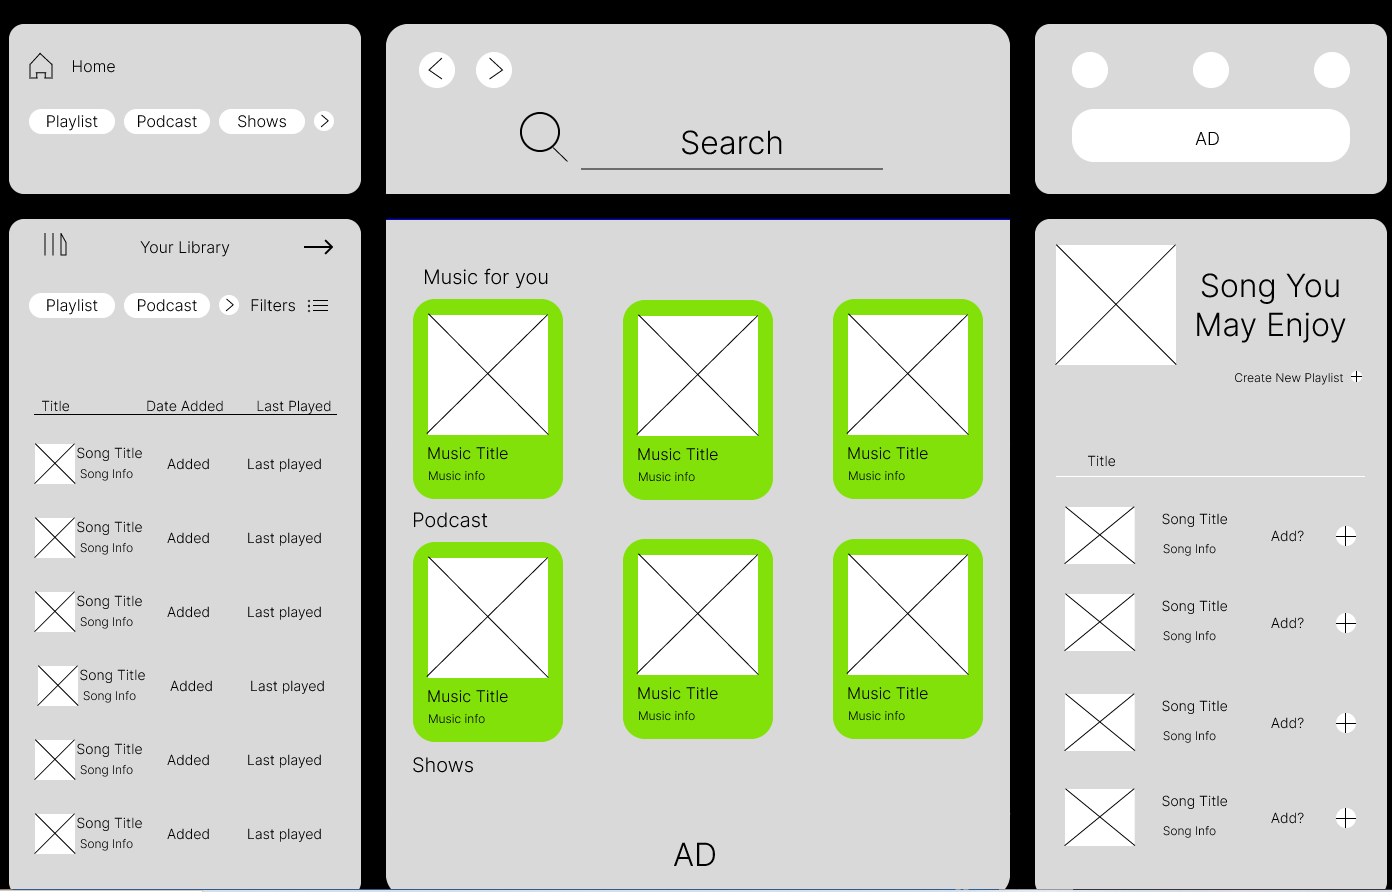 Home
Playlist Podcast Shows
Search
AD
Your Library
Playlist Podcast Filters
Title Date Added Last Played
Song Title
Song Info
Added Last played
Song Title
Song Info
Added Last played
Song Title
Song Info
Added Last played
Song Title
Song Info
Added Last played
Song Title
Song Info
Added Last played
Song Title
Song Info
Added Last played
Music for you
Music Title Music Title Music Title
Music info Music info Music info
Podcast
Music Title Music Title Music Title
Music info Music info Music info
Shows
AD
Song You
May Enjoy
Create New Playlist
Title
Song Title
Song Info
Add?
Song Title
Song Info
Add?
Song Title
Song Info
Add?
Song Title
Song Info
Add?